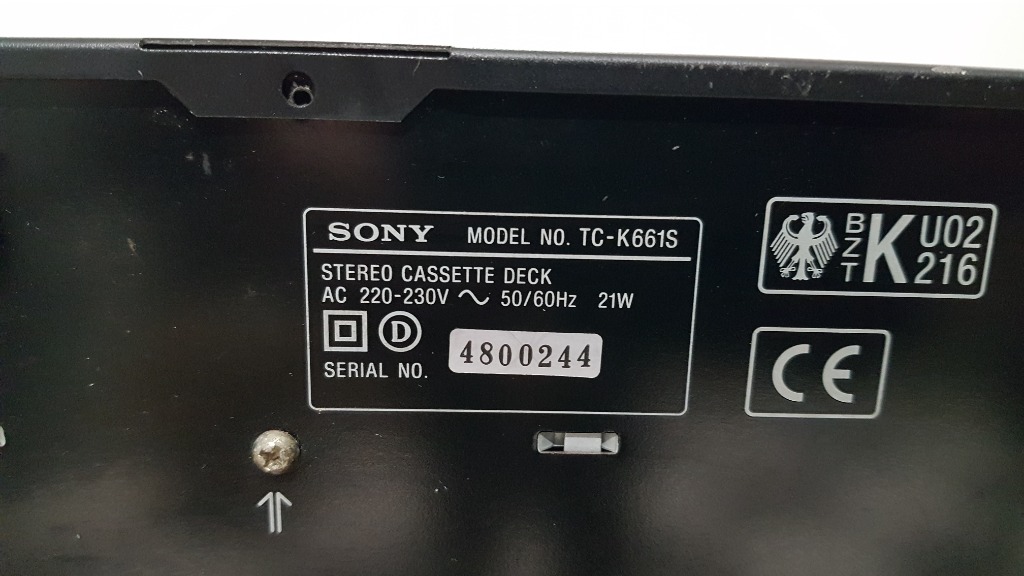 SONY MODEL NO. TC-K661S
STEREO CASSETTE DECK
AC 220-230V ~ 50/60Hz 21W
D
SERIAL NO. 4800244
BZT K U02 216
CE